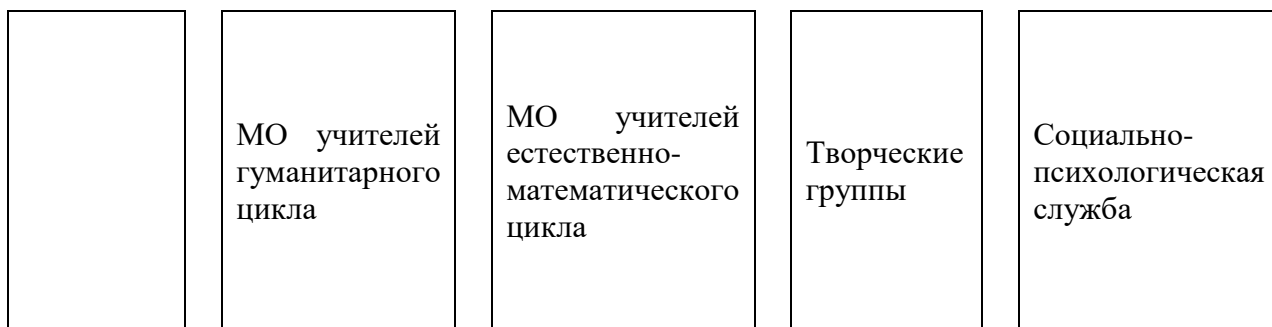 МО учителей
гуманитарного
цикла
МО учителей
естественно-
математического
цикла
Творческие
группы
Социально-
психологическая
служба